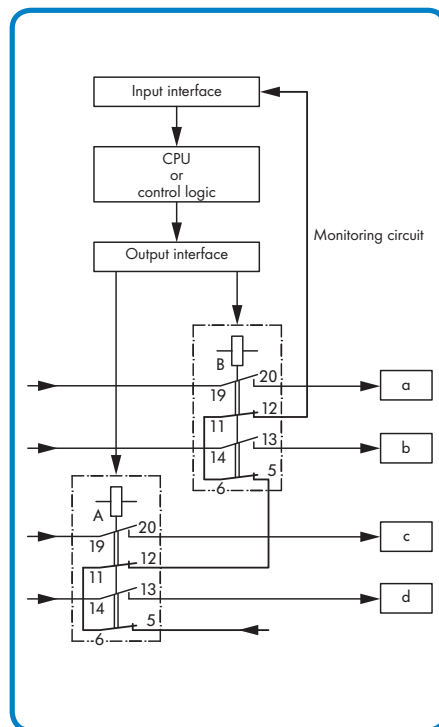 Input interface
CPU
or
control logic
Output interface
Monitoring circuit
B
20
19
a
12
11
13
14
b
5
6
A
20
19
c
12
11
13
14
d
5
6